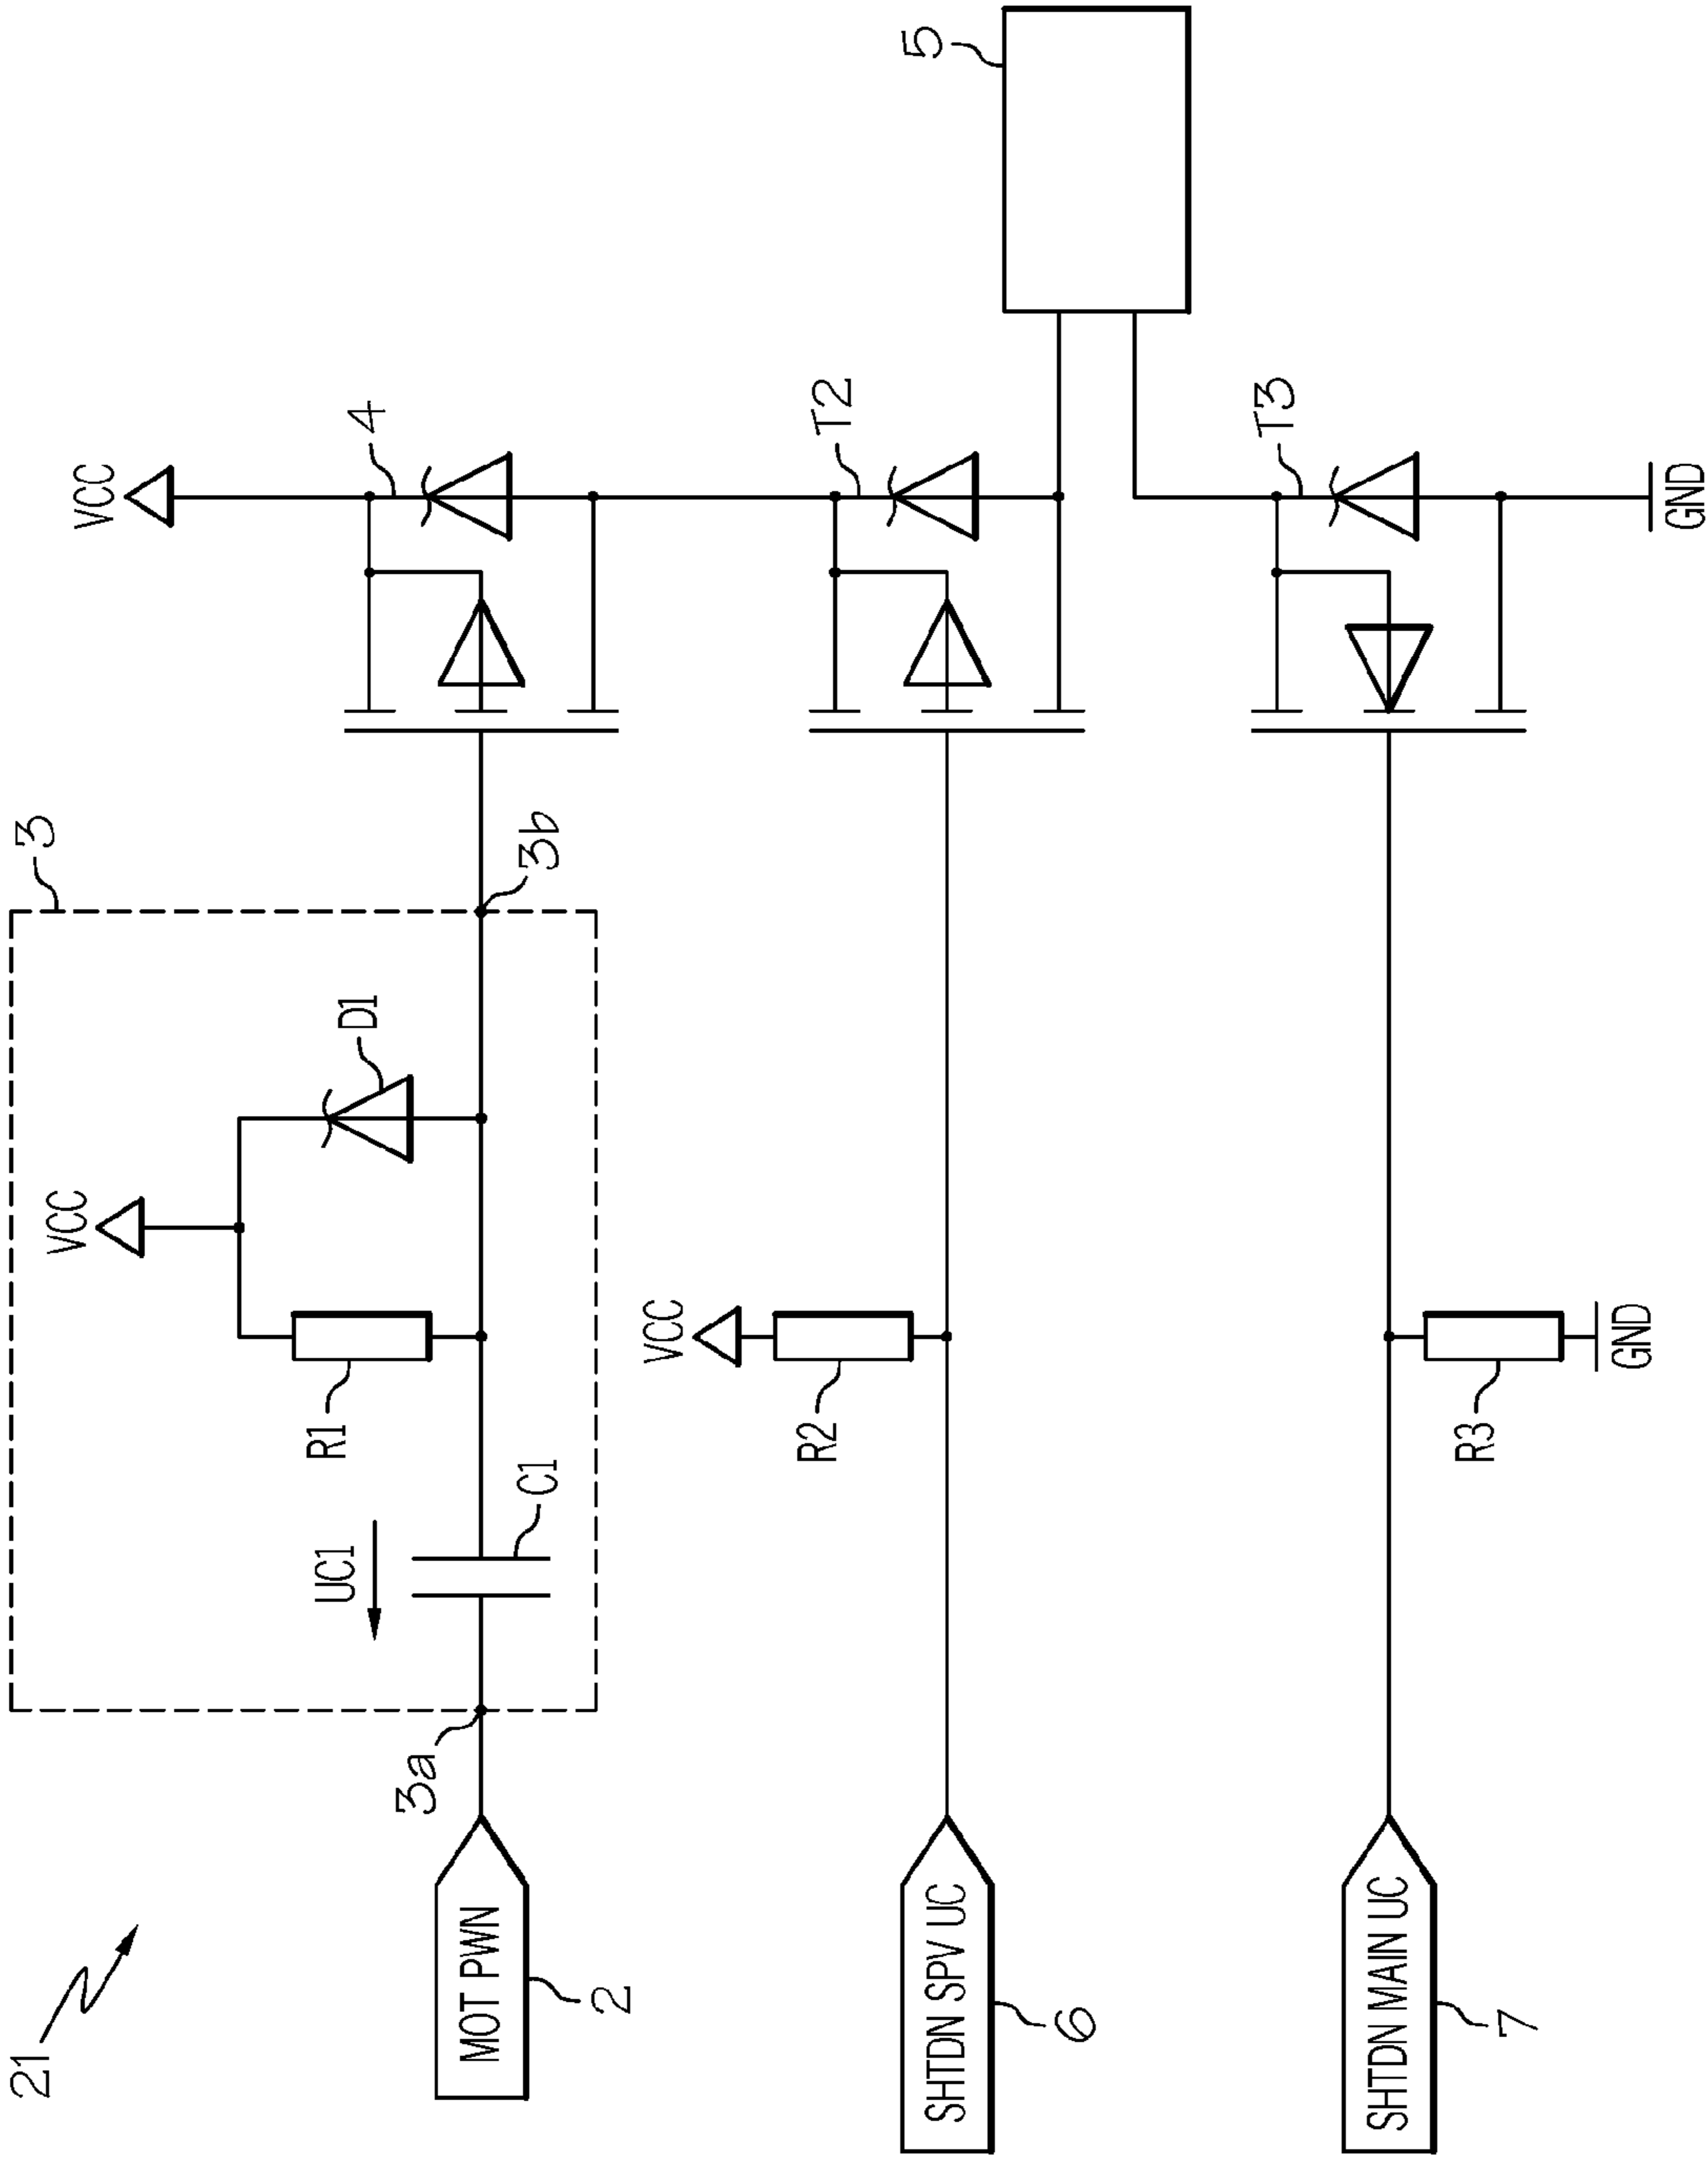 21
3
VCC
VCC
4
UC1
R1
D1
3a
C1
3b
MOT PWN
2
VCC
R2
T2
5
SHTDN SPV UC
6
T3
SHTDN MAIN UC
7
R3
GND
GND